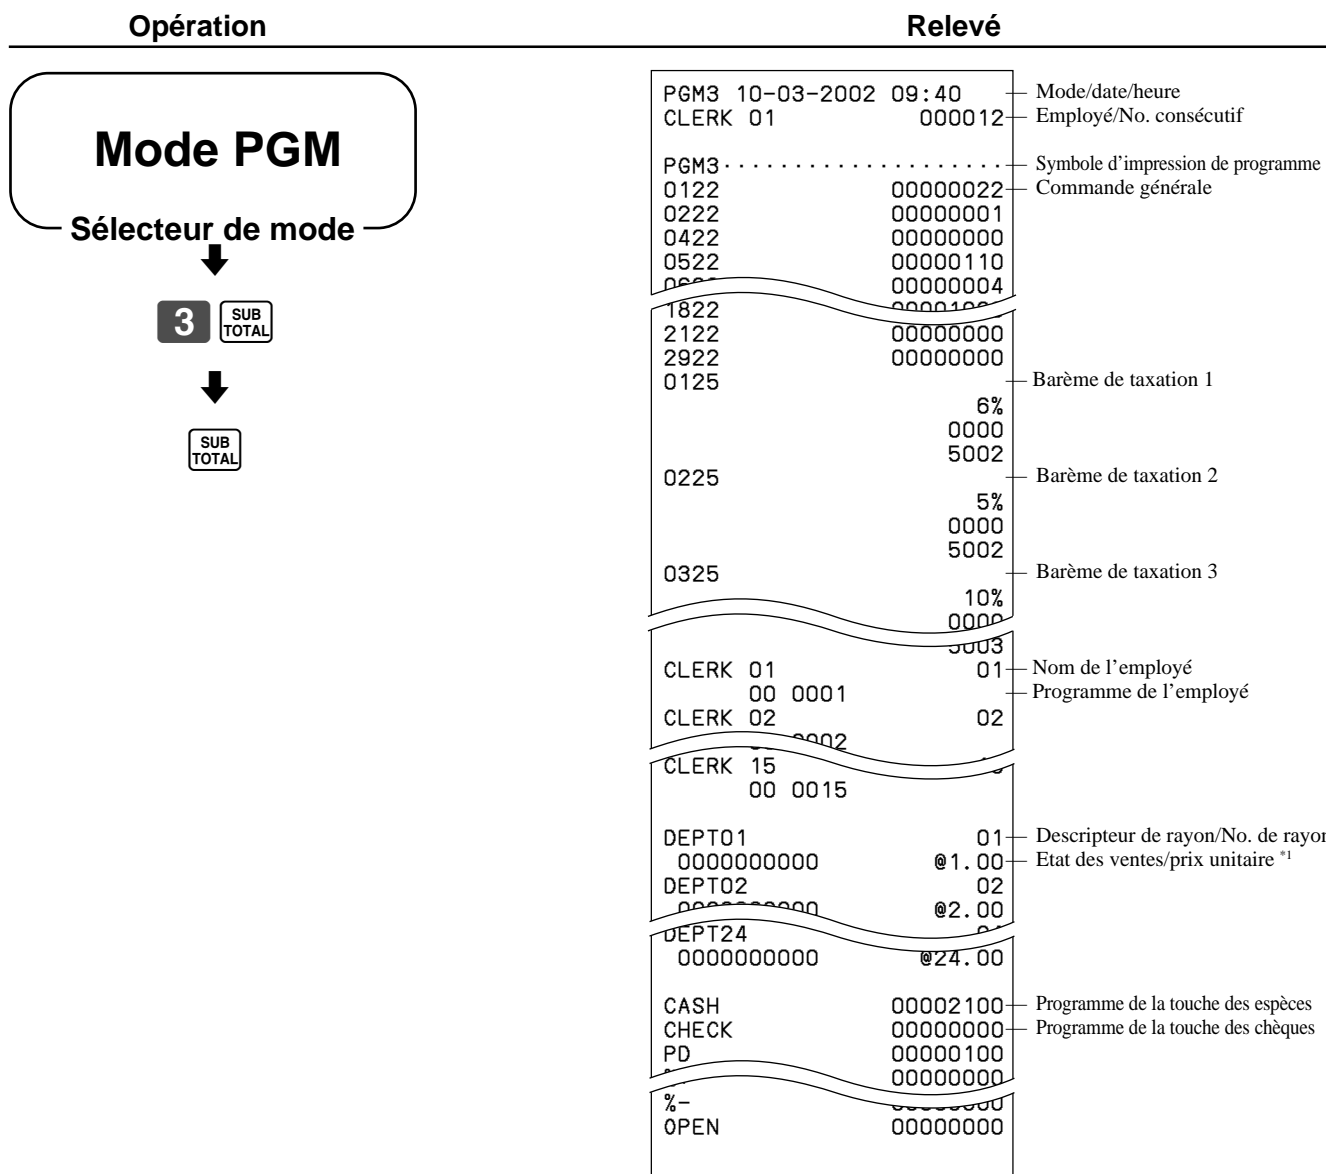 Opération Relevé
Mode PGM
Sélecteur de mode
3 SUB TOTAL
SUB TOTAL
PGM3 10-03-2002 09:40 Mode/date/heure
CLERK 01 000012 Employé/No. consécutif
PGM3·················· Symbole d'impression de programme
0122 00000022 Commande générale
0222 00000001
0422 00000000
0522 00000110
00000004
1822
2122 00000000
2922 00000000
0125 Barème de taxation 1
6%
0000
5002
0225 Barème de taxation 2
5%
0000
5002
0325 Barème de taxation 3
10%
0000
5003
CLERK 01 01 Nom de l'employé
00 0001 Programme de l'employé
CLERK 02 02
0002
CLERK 15
00 0015
DEPT01 01 Descripteur de rayon/No. de rayon
0000000000 @1.00 Etat des ventes/prix unitaire *1
DEPT02 02
0000000000 @2.00
DEPT24
0000000000 @24.00
CASH 00002100 Programme de la touche des espèces
CHECK 00000000 Programme de la touche des chèques
PD 00000100
00000000
%- 00000000
OPEN 00000000